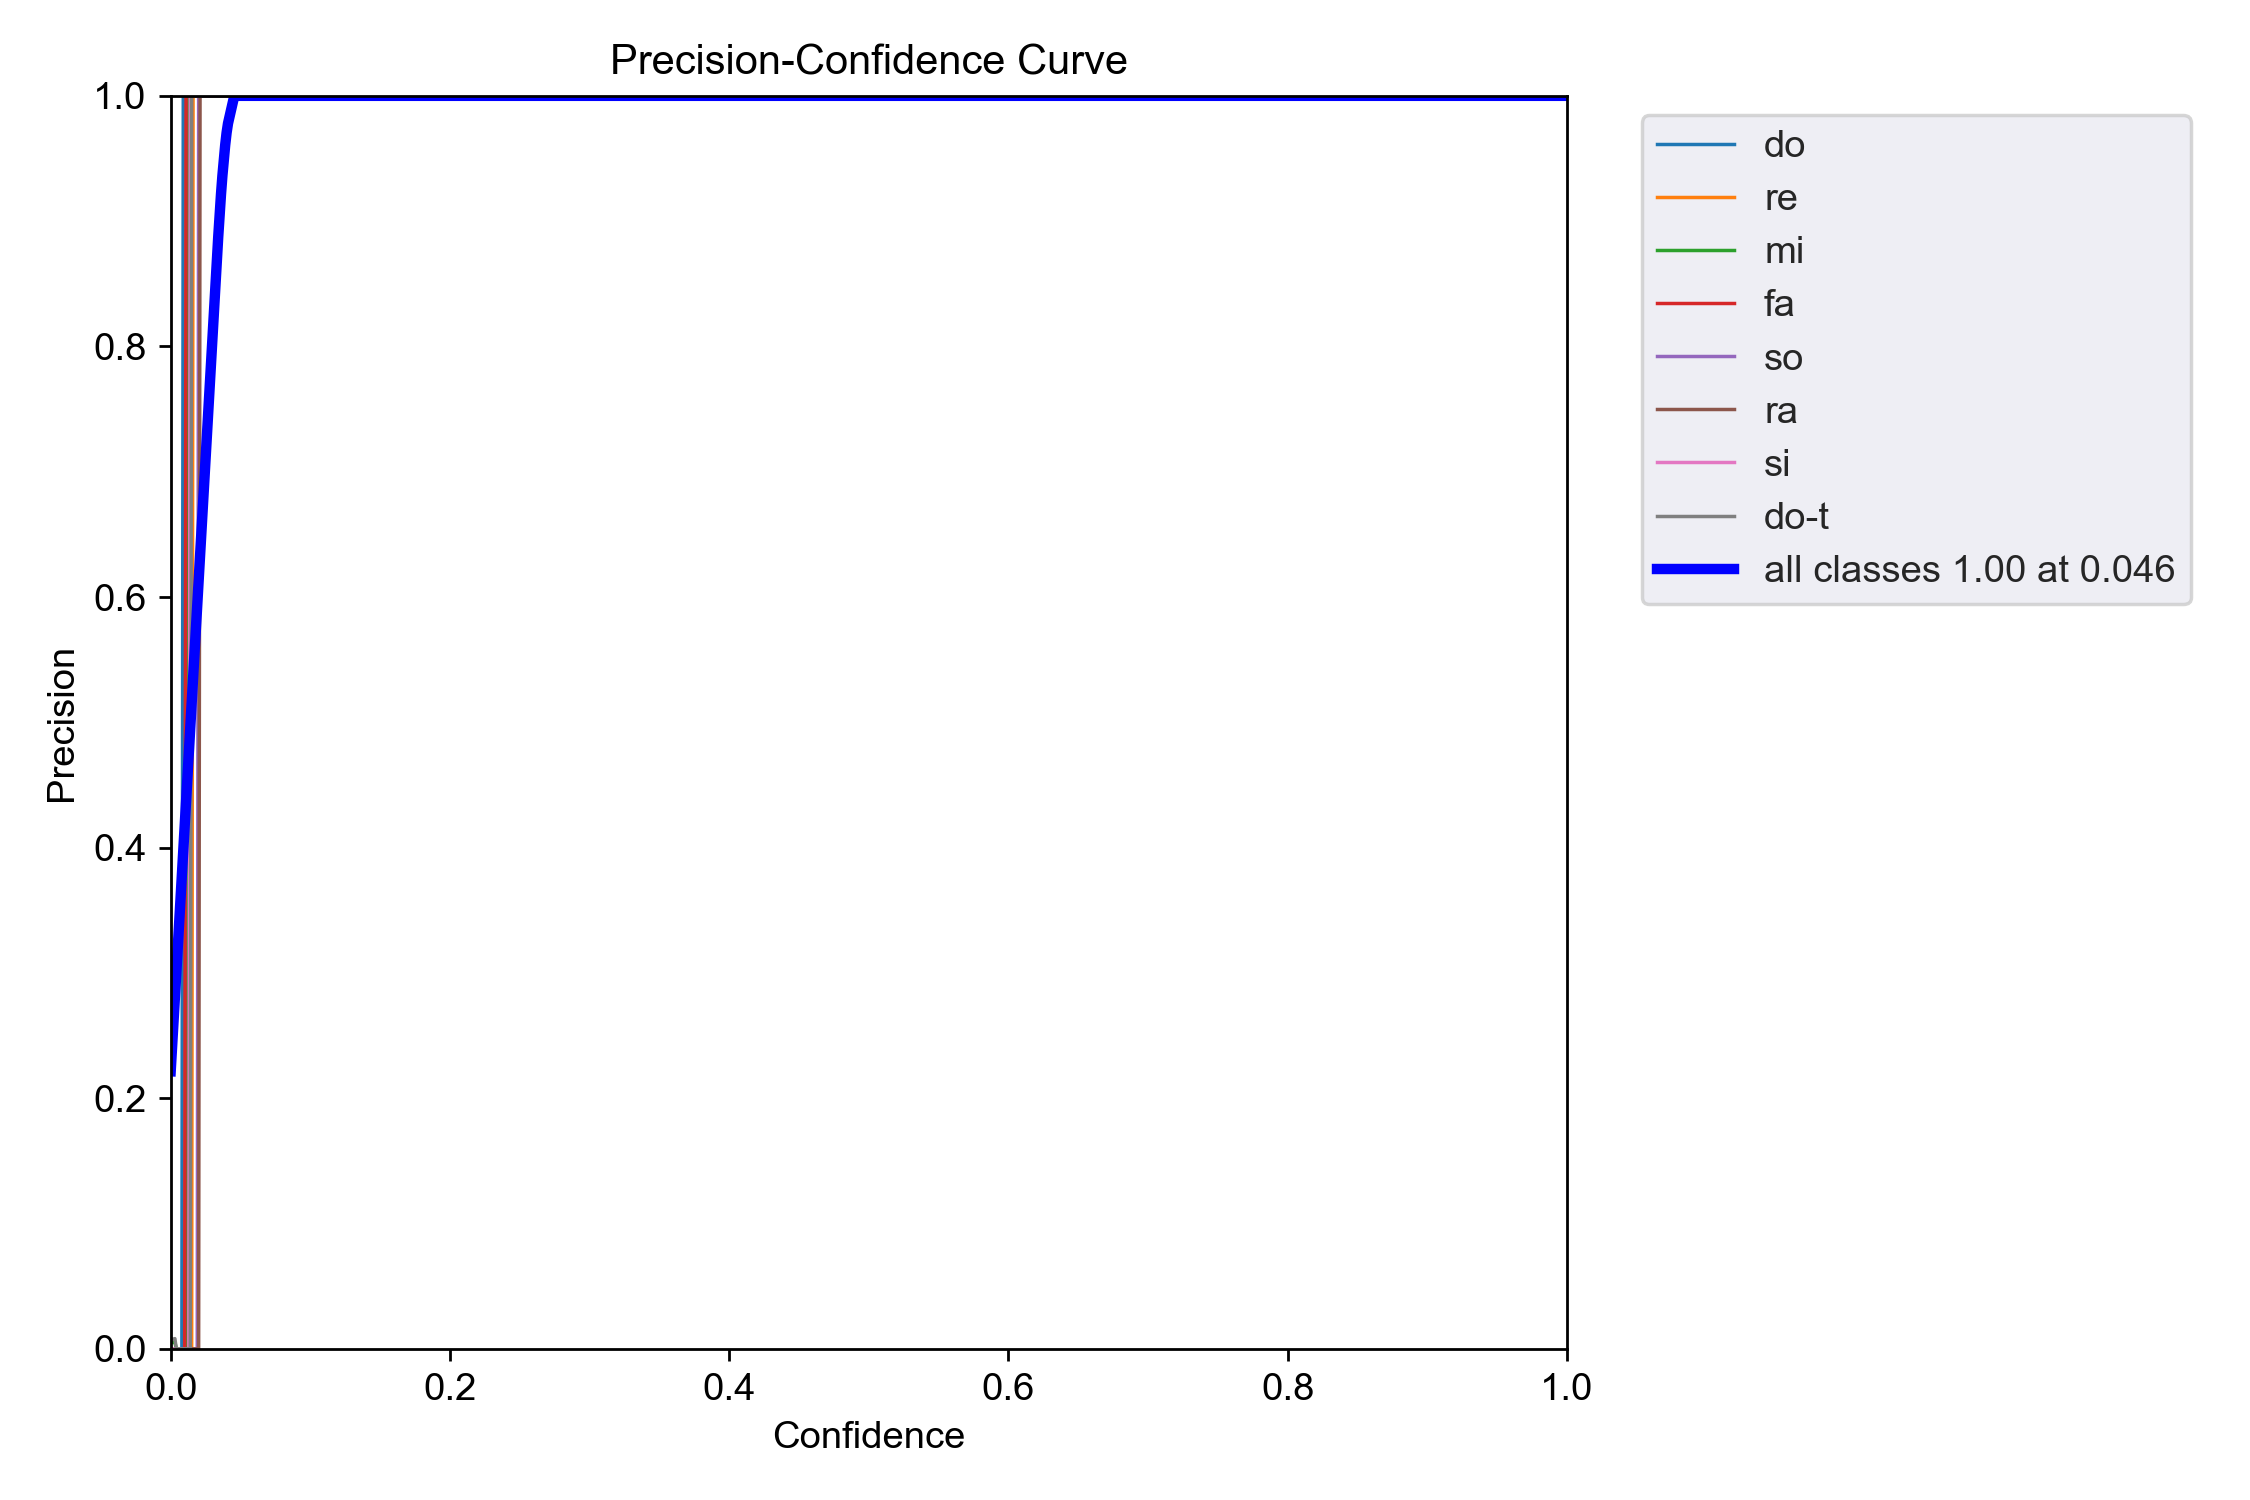 Precision-Confidence Curve
1.0
0.8
0.6
0.4
0.2
0.0
Precision
0.0 0.2 0.4 0.6 0.8 1.0
Confidence
do
re
mi
fa
so
ra
si
do-t
all classes 1.00 at 0.046